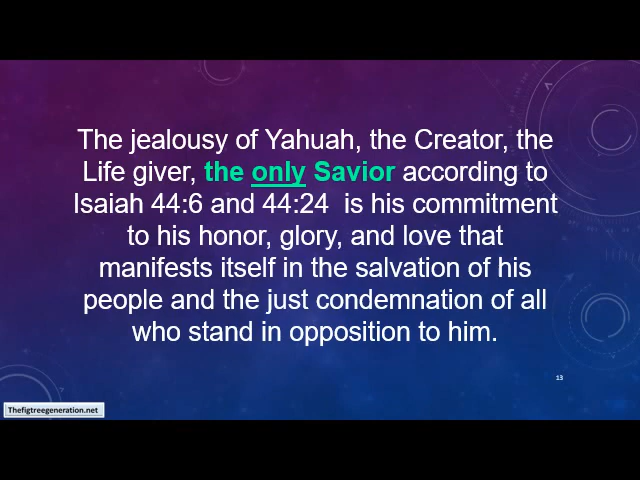 The jealousy of Yahuah, the Creator, the
Life giver, the only Savior according to
Isaiah 44:6 and 44:24  is his commitment
to his honor, glory, and love that
manifests itself in the salvation of his
people and the just condemnation of all
who stand in opposition to him.
13
Thefigtreegeneration.net